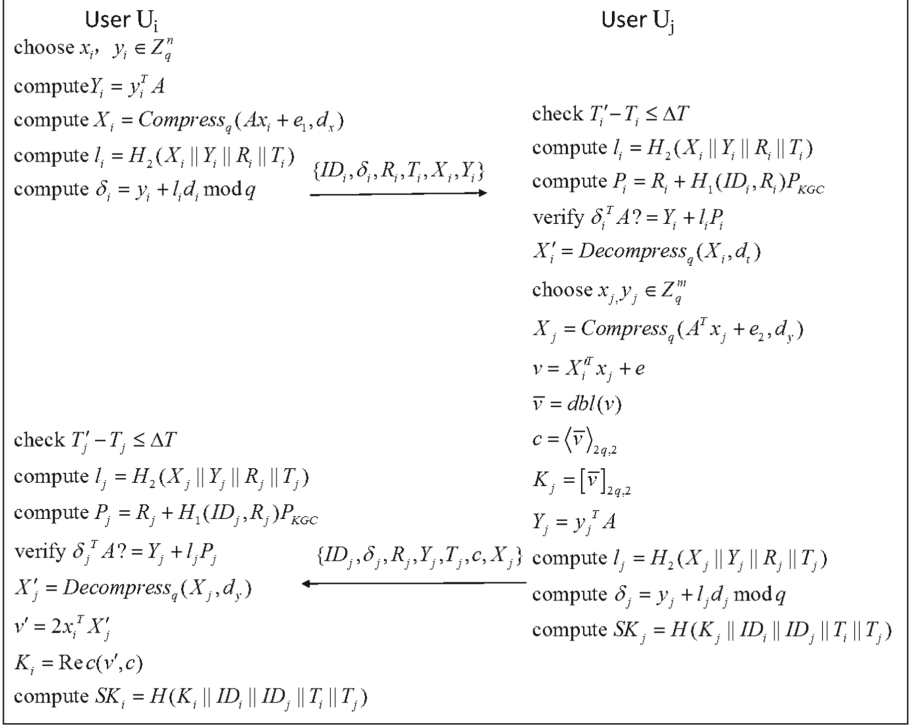 User U_i
choose x_i, y_i ∈ Z_q^n
compute Y_i = y_i^T A
compute X_i = Compress_q(Ax_i + e_1, d_x)
compute l_i = H_2(X_i || Y_i || R_i || T_i)
compute δ_i = y_i + l_i d_i mod q
{ID_i, δ_i, R_i, T_i, X_i, Y_i}
User U_j
check T_i' − T_i ≤ ΔT
compute l_i = H_2(X_i || Y_i || R_i || T_i)
compute P_i = R_i + H_1(ID_i, R_i)P_KGC
verify δ_i^T A ?= Y_i + l_i P_i
X_i' = Decompress_q(X_i, d_t)
choose x_j, y_j ∈ Z_q^m
X_j = Compress_q(A^T x_j + e_2, d_y)
v = X_i'^T x_j + e
v̅ = dbl(v)
c = ⟨v̅⟩_{2q,2}
K_j = [v̅]_{2q,2}
Y_j = y_j^T A
compute l_j = H_2(X_j || Y_j || R_j || T_j)
compute δ_j = y_j + l_j d_j mod q
compute SK_j = H(K_j || ID_i || ID_j || T_i || T_j)
{ID_j, δ_j, R_j, Y_j, T_j, c, X_j}
check T_j' − T_j ≤ ΔT
compute l_j = H_2(X_j || Y_j || R_j || T_j)
compute P_j = R_j + H_1(ID_j, R_j)P_KGC
verify δ_j^T A ?= Y_j + l_j P_j
X_j' = Decompress_q(X_j, d_y)
v' = 2x_i^T X_j'
K_i = Rec(v', c)
compute SK_i = H(K_i || ID_i || ID_j || T_i || T_j)